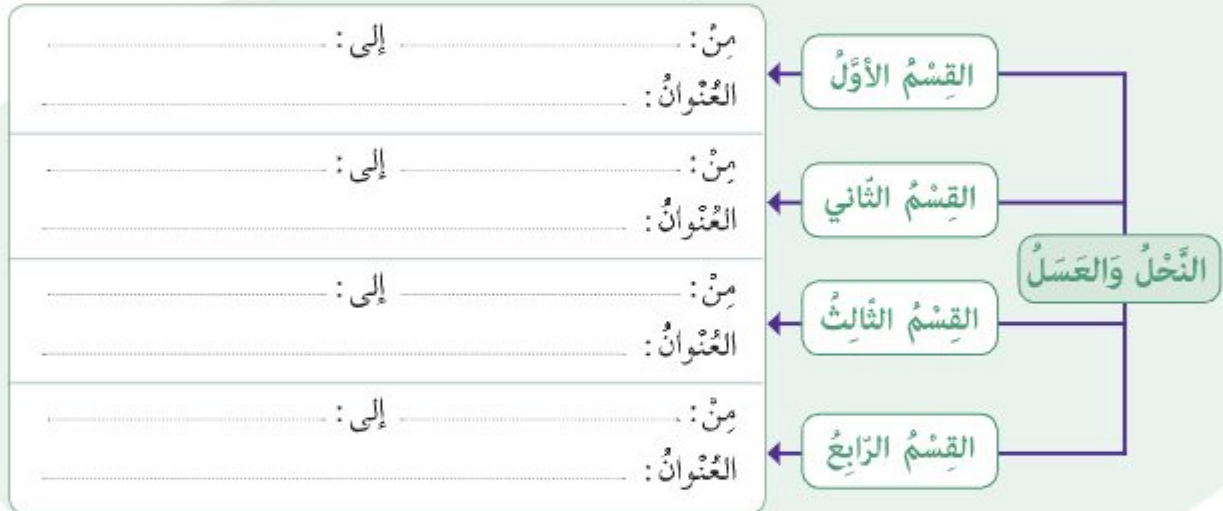 النَّحْلُ وَالعَسَلُ
القِسْمُ الأوَّلُ
مِنْ: إلى:
العُنْوانُ:
القِسْمُ الثّاني
مِنْ: إلى:
العُنْوانُ:
القِسْمُ الثّالِثُ
مِنْ: إلى:
العُنْوانُ:
القِسْمُ الرّابِعُ
مِنْ: إلى:
العُنْوانُ: